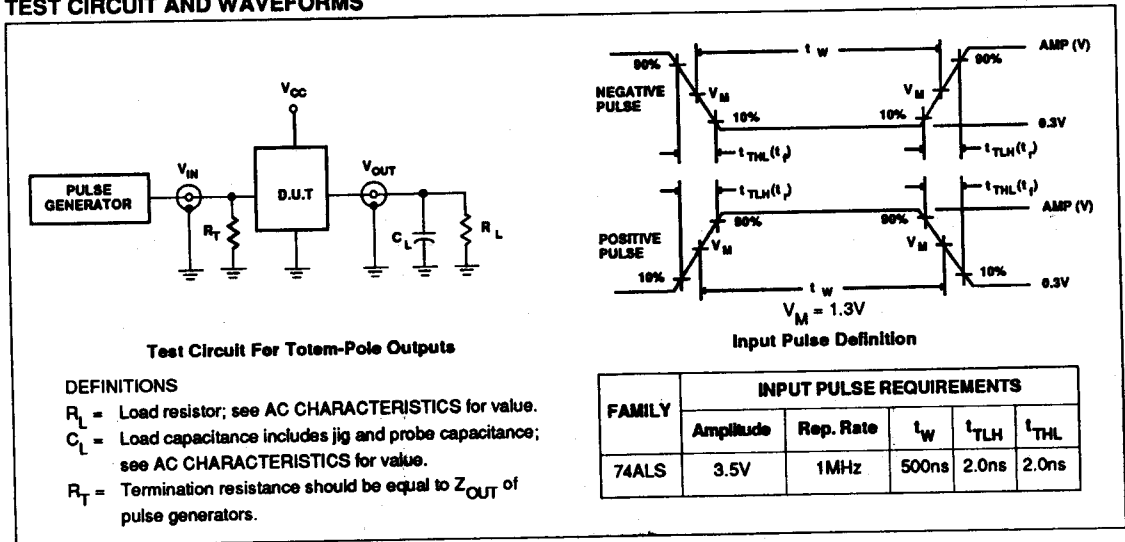 TEST CIRCUIT AND WAVEFORMS
V_CC
V_IN
V_OUT
PULSE GENERATOR
D.U.T
R_T
C_L
R_L
Test Circuit For Totem-Pole Outputs
DEFINITIONS
R_L = Load resistor; see AC CHARACTERISTICS for value.
C_L = Load capacitance includes jig and probe capacitance;
see AC CHARACTERISTICS for value.
R_T = Termination resistance should be equal to Z_OUT of
pulse generators.
t_W
AMP (V)
90%
90%
NEGATIVE PULSE
V_M
V_M
10%
10%
0.3V
t_THL(t_f)
t_TLH(t_r)
t_TLH(t_r)
t_THL(t_f)
AMP (V)
90%
90%
POSITIVE PULSE
V_M
V_M
10%
10%
0.3V
t_W
V_M = 1.3V
Input Pulse Definition
FAMILY
INPUT PULSE REQUIREMENTS
Amplitude Rep. Rate t_W t_TLH t_THL
74ALS 3.5V 1MHz 500ns 2.0ns 2.0ns